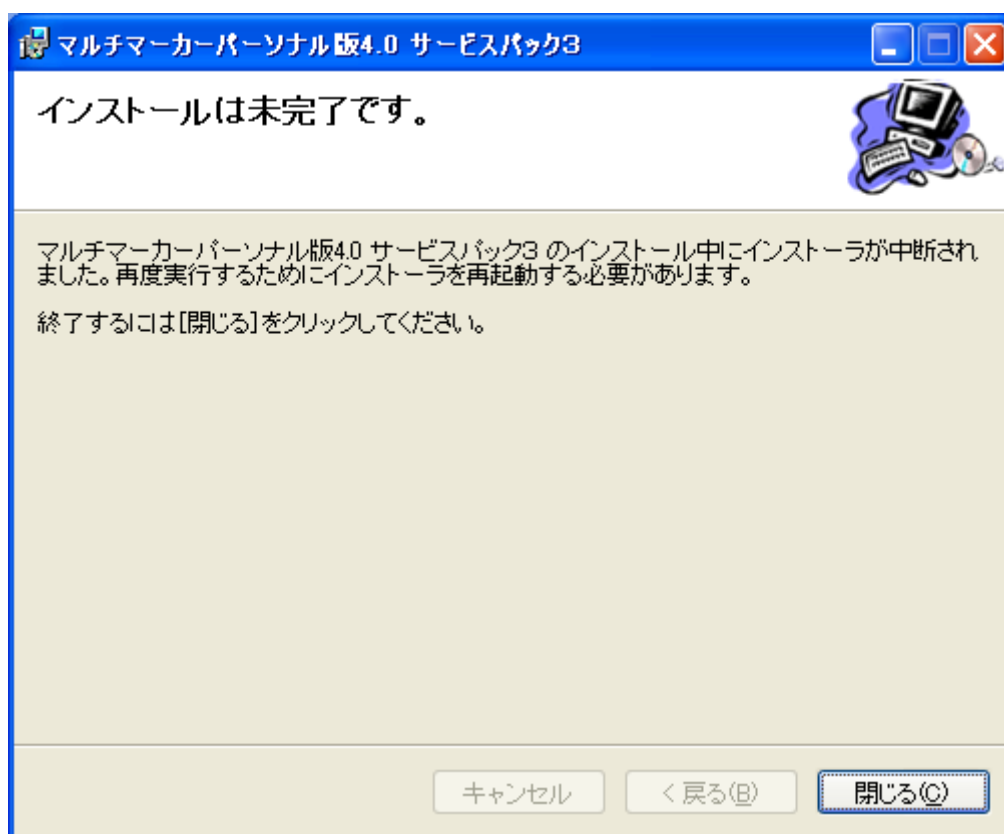 マルチマーカーパーソナル版4.0 サービスパック3
インストールは未完了です。
マルチマーカーパーソナル版4.0 サービスパック3 のインストール中にインストーラが中断され
ました。再度実行するためにインストーラを再起動する必要があります。
終了するには[閉じる]をクリックしてください。
キャンセル
< 戻る(B)
閉じる(C)